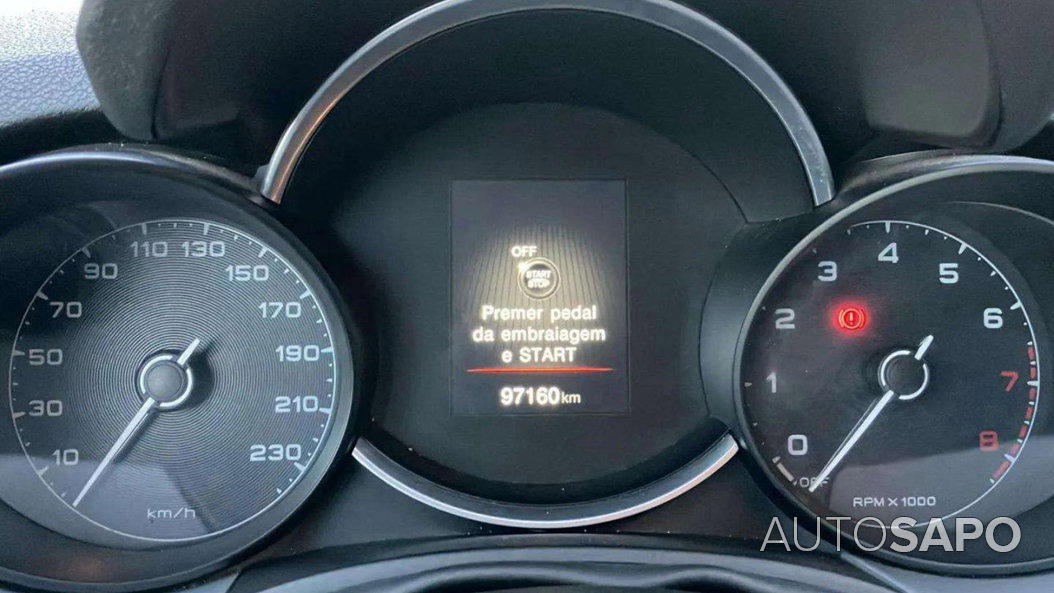 10
30
50
70
90
110
130
150
170
190
210
230
km/h
OFF
START
STOP
Premer pedal
da embraiagem
e START
97160km
OFF
0
1
2
3
4
5
6
7
8
RPM X 1000
AUTOSAPO